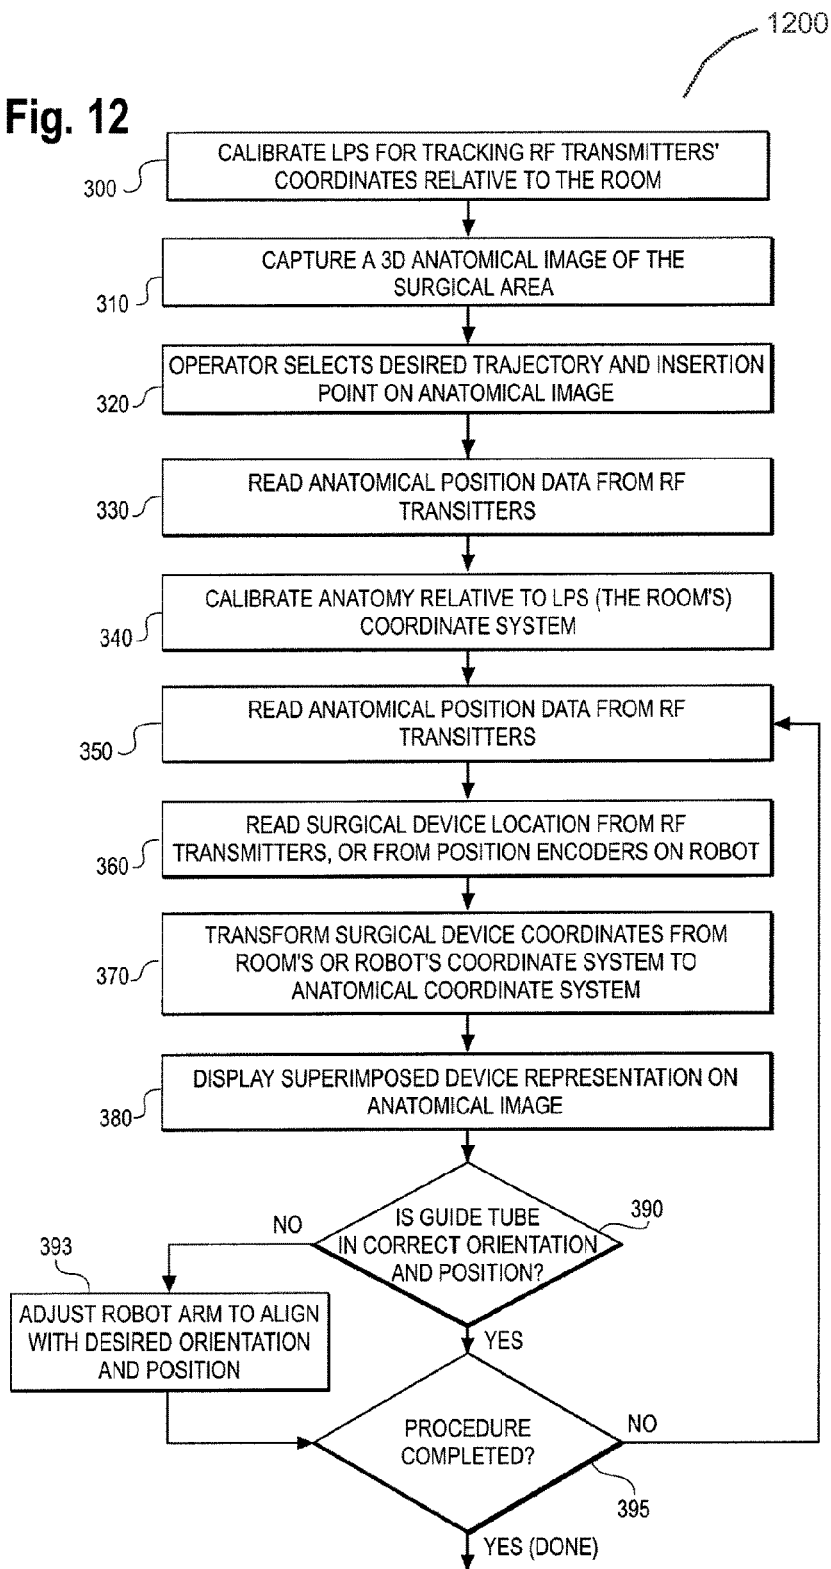 1200
Fig. 12
CALIBRATE LPS FOR TRACKING RF TRANSMITTERS'
COORDINATES RELATIVE TO THE ROOM
300
CAPTURE A 3D ANATOMICAL IMAGE OF THE
SURGICAL AREA
310
OPERATOR SELECTS DESIRED TRAJECTORY AND INSERTION
POINT ON ANATOMICAL IMAGE
320
READ ANATOMICAL POSITION DATA FROM RF
TRANSITTERS
330
CALIBRATE ANATOMY RELATIVE TO LPS (THE ROOM'S)
COORDINATE SYSTEM
340
READ ANATOMICAL POSITION DATA FROM RF
TRANSITTERS
350
READ SURGICAL DEVICE LOCATION FROM RF
TRANSMITTERS, OR FROM POSITION ENCODERS ON ROBOT
360
TRANSFORM SURGICAL DEVICE COORDINATES FROM
ROOM'S OR ROBOT'S COORDINATE SYSTEM TO
ANATOMICAL COORDINATE SYSTEM
370
DISPLAY SUPERIMPOSED DEVICE REPRESENTATION ON
ANATOMICAL IMAGE
380
IS GUIDE TUBE
IN CORRECT ORIENTATION
AND POSITION?
390
NO
393
ADJUST ROBOT ARM TO ALIGN
WITH DESIRED ORIENTATION
AND POSITION
YES
PROCEDURE
COMPLETED?
NO
395
YES (DONE)